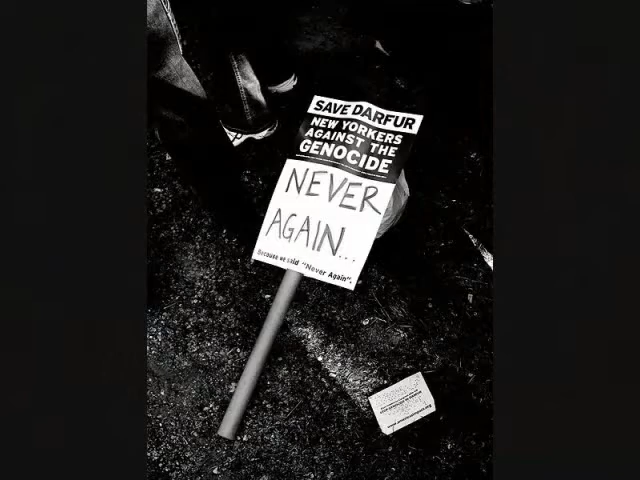 SAVE DARFUR
NEW YORKERS
AGAINST THE
GENOCIDE
NEVER
AGAIN...
Because we said "Never Again".